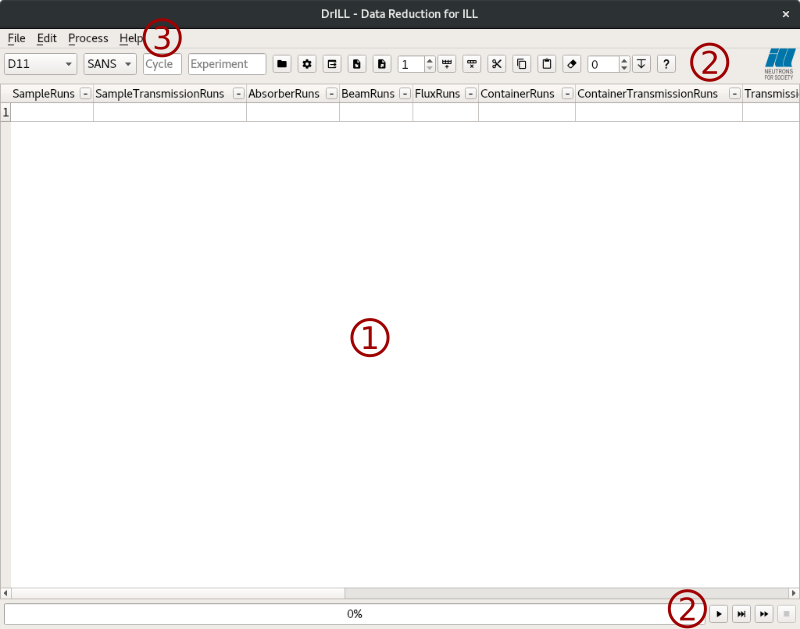 DrILL - Data Reduction for ILL ×
File Edit Process Help ③
D11 SANS Cycle Experiment 1 0 ? ②
ill
NEUTRONS
FOR SOCIETY
SampleRuns - SampleTransmissionRuns - AbsorberRuns - BeamRuns - FluxRuns - ContainerRuns - ContainerTransmissionRuns - Transmissi
1
①
0% ②